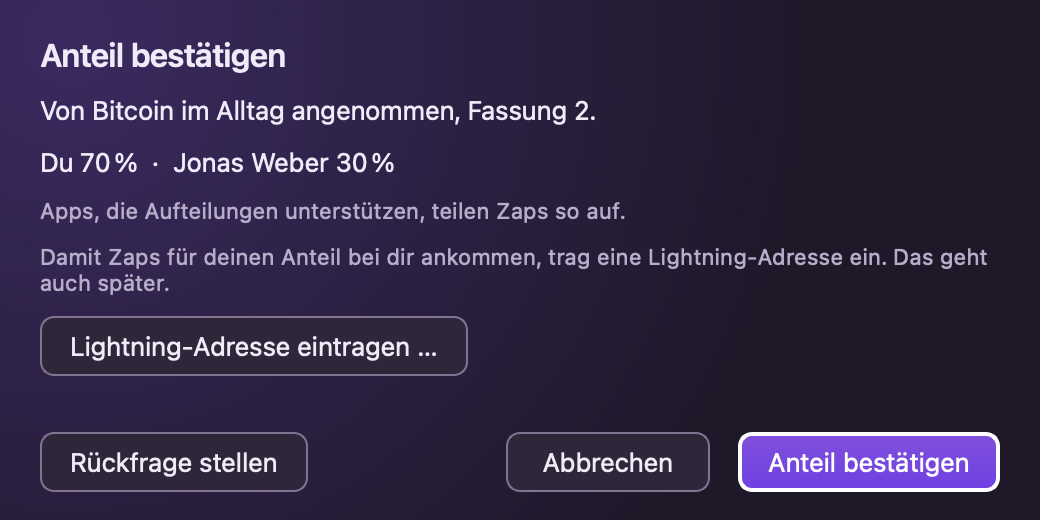 Anteil bestätigen
Von Bitcoin im Alltag angenommen, Fassung 2.
Du 70 % · Jonas Weber 30 %
Apps, die Aufteilungen unterstützen, teilen Zaps so auf.
Damit Zaps für deinen Anteil bei dir ankommen, trag eine Lightning-Adresse ein. Das geht
auch später.
Lightning-Adresse eintragen …
Rückfrage stellen
Abbrechen
Anteil bestätigen